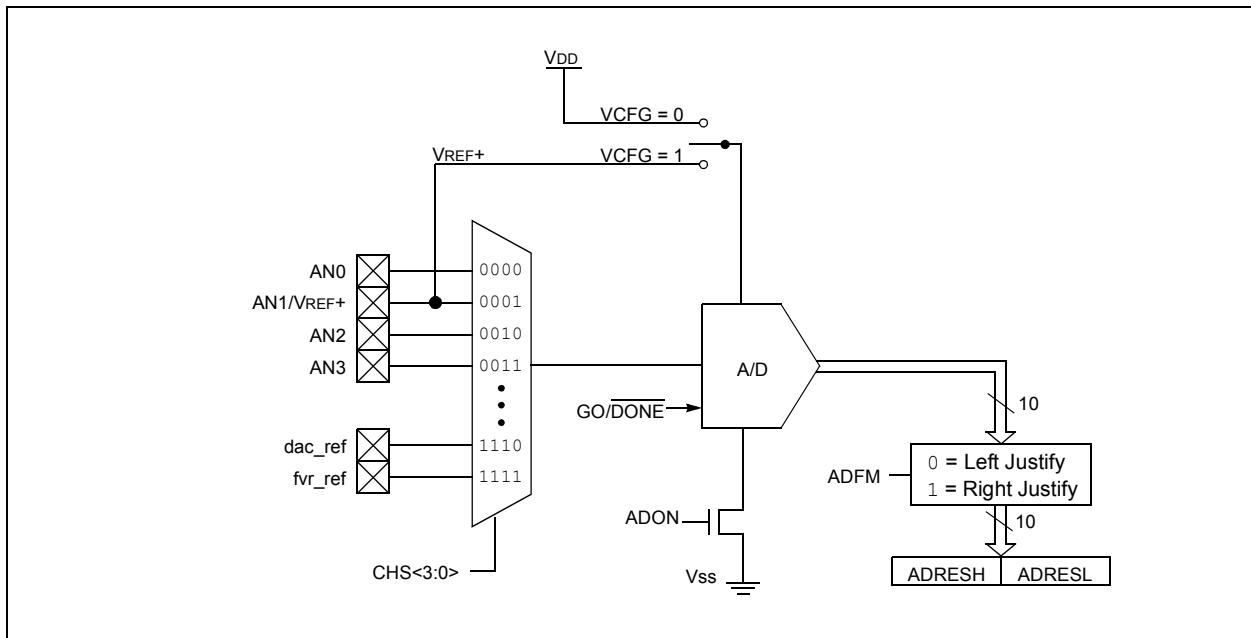 VDD
VCFG = 0
VREF+
VCFG = 1
AN0
0000
AN1/VREF+
0001
AN2
0010
AN3
0011
A/D
GO/DONE
10
dac_ref
1110
fvr_ref
1111
ADFM
0 = Left Justify
1 = Right Justify
ADON
10
CHS<3:0>
Vss
ADRESH
ADRESL